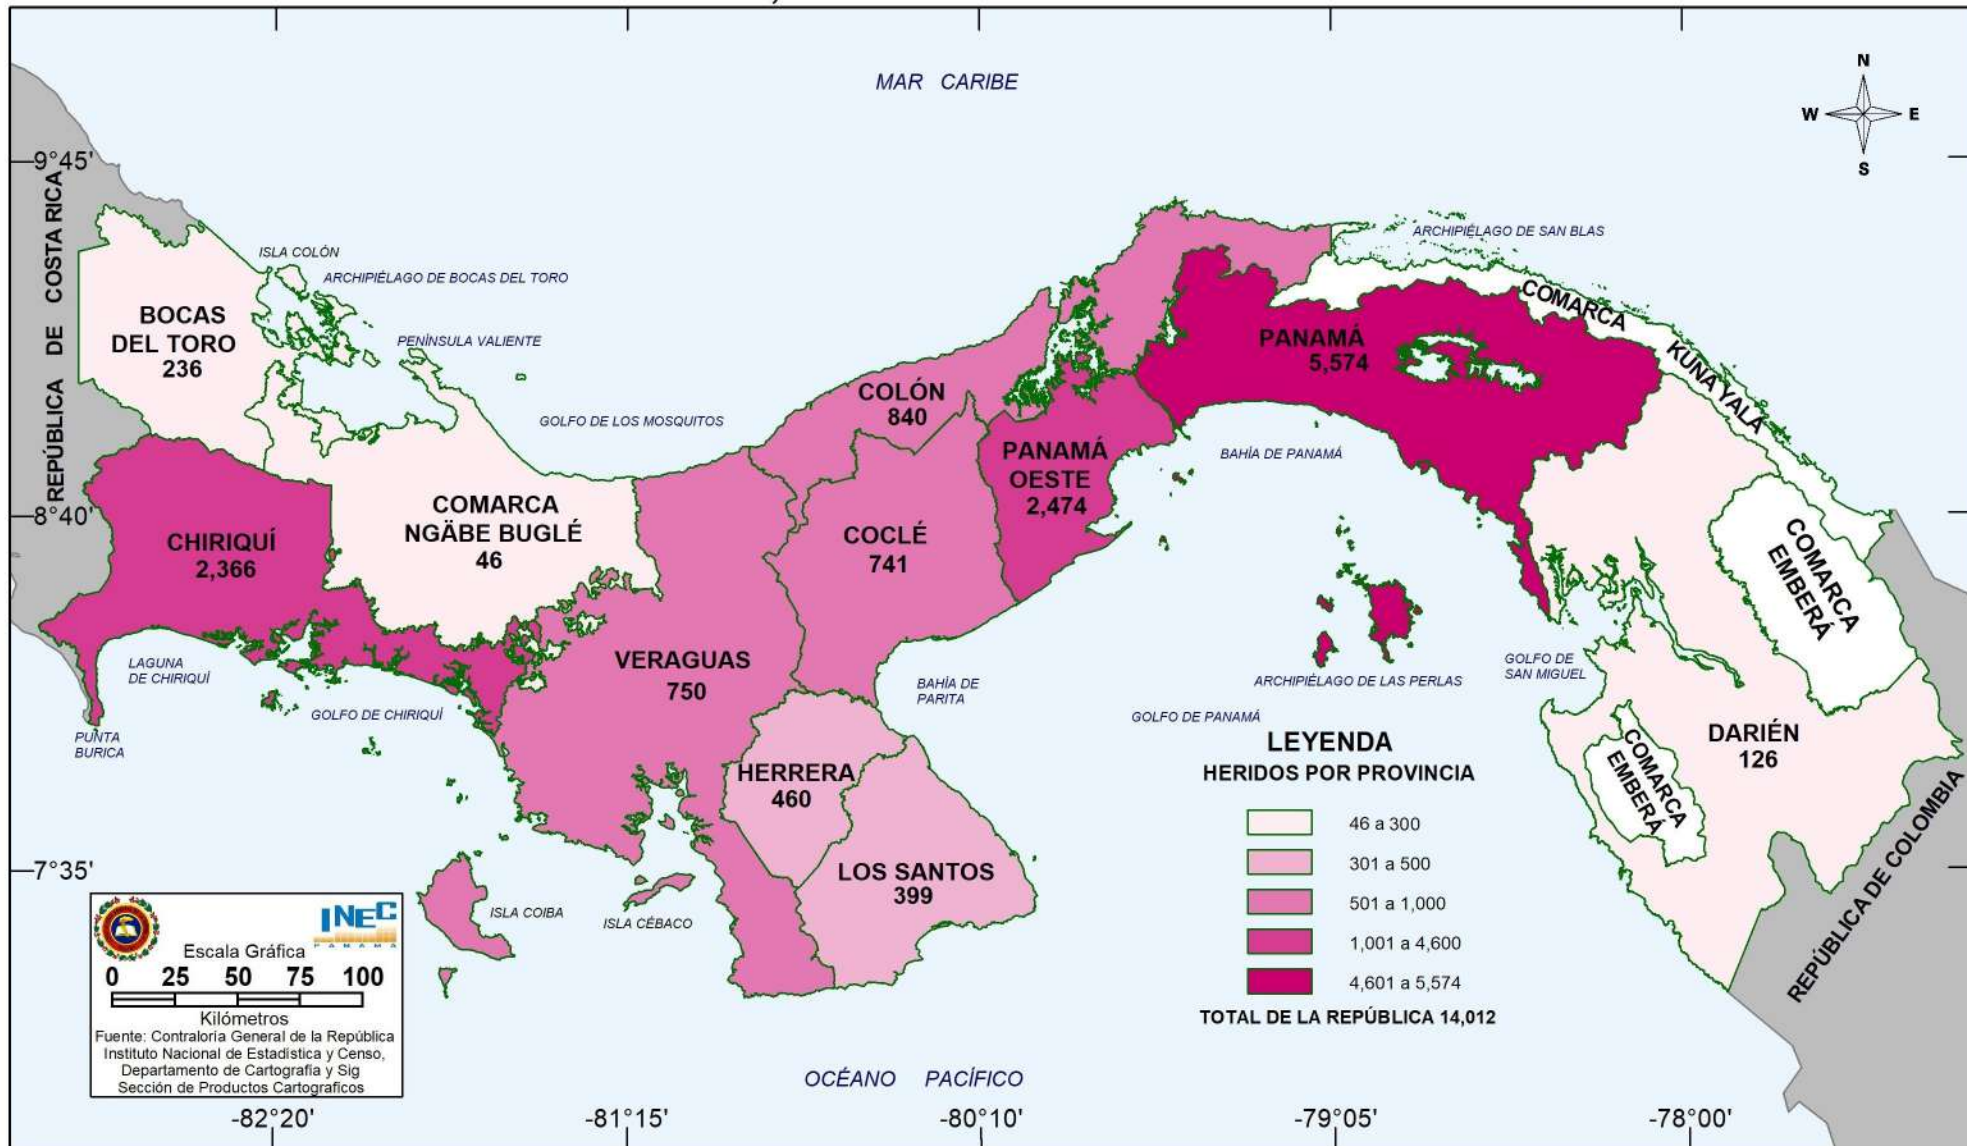 MAR CARIBE
N
W
E
S
9°45'
8°40'
7°35'
REPÚBLICA DE COSTA RICA
ISLA COLÓN
ARCHIPIÉLAGO DE BOCAS DEL TORO
ARCHIPIÉLAGO DE SAN BLAS
BOCAS
DEL TORO
236
PENÍNSULA VALIENTE
GOLFO DE LOS MOSQUITOS
COMARCA
KUNA YALA
PANAMÁ
5,574
COLÓN
840
PANAMÁ
OESTE
2,474
BAHÍA DE PANAMÁ
CHIRIQUÍ
2,366
COMARCA
NGÄBE BUGLÉ
46
COCLÉ
741
COMARCA
EMBERÁ
VERAGUAS
750
LAGUNA
DE CHIRIQUÍ
GOLFO DE CHIRIQUÍ
PUNTA
BURICA
BAHÍA DE
PARITA
GOLFO DE PANAMÁ
ARCHIPIÉLAGO DE LAS PERLAS
GOLFO DE
SAN MIGUEL
DARIÉN
126
COMARCA
EMBERÁ
HERRERA
460
LOS SANTOS
399
ISLA COIBA
ISLA CÉBACO
REPÚBLICA DE COLOMBIA
LEYENDA
HERIDOS POR PROVINCIA
46 a 300
301 a 500
501 a 1,000
1,001 a 4,600
4,601 a 5,574
TOTAL DE LA REPÚBLICA 14,012
INEC
PANAMÁ
Escala Gráfica
0 25 50 75 100
Kilómetros
Fuente: Contraloría General de la República
Instituto Nacional de Estadística y Censo,
Departamento de Cartografía y Sig
Sección de Productos Cartograficos
OCÉANO PACÍFICO
-82°20'
-81°15'
-80°10'
-79°05'
-78°00'